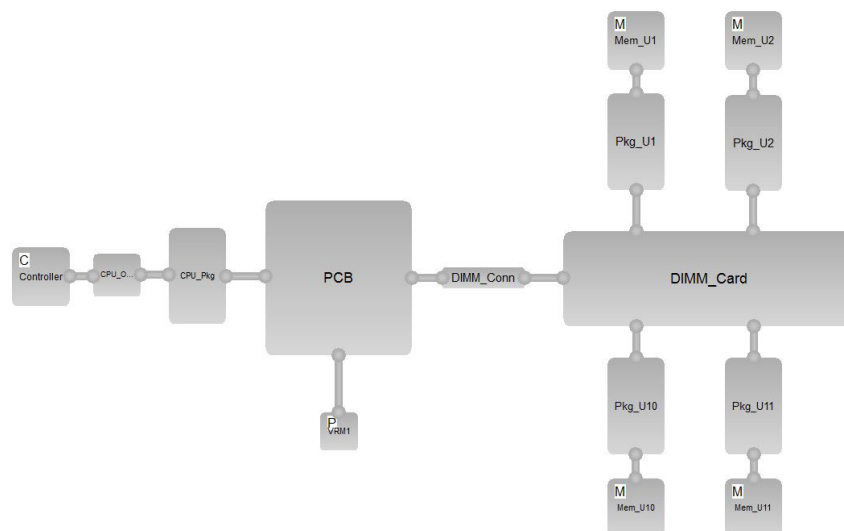 M
Mem_U1
M
Mem_U2
Pkg_U1
Pkg_U2
C
Controller
CPU_O...
CPU_Pkg
PCB
DIMM_Conn
DIMM_Card
P
VRM1
Pkg_U10
Pkg_U11
M
Mem_U10
M
Mem_U11